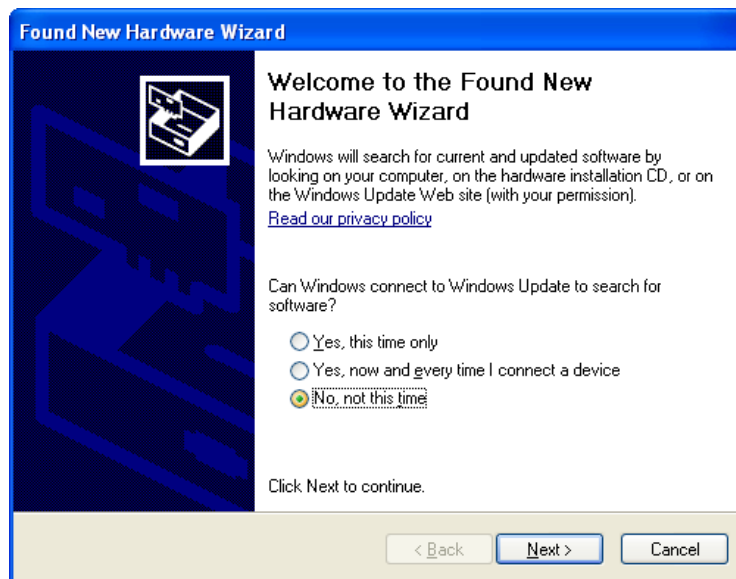 Found New Hardware Wizard
Welcome to the Found New
Hardware Wizard
Windows will search for current and updated software by
looking on your computer, on the hardware installation CD, or on
the Windows Update Web site (with your permission).
Read our privacy policy
Can Windows connect to Windows Update to search for
software?
Yes, this time only
Yes, now and every time I connect a device
No, not this time
Click Next to continue.
< Back Next > Cancel